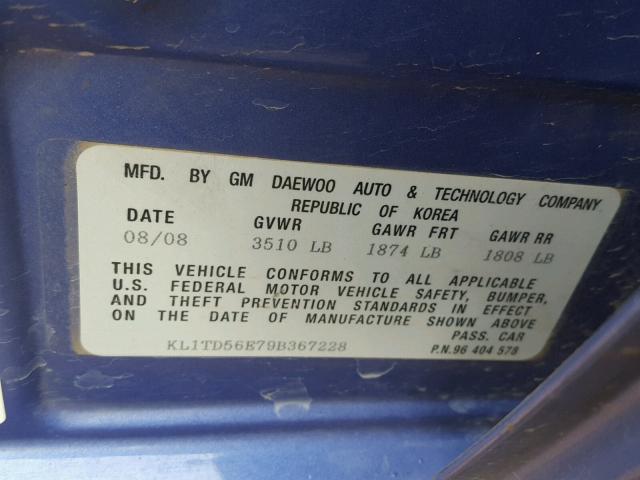 MFD. BY GM DAEWOO AUTO & TECHNOLOGY COMPANY
REPUBLIC OF KOREA
DATE GVWR GAWR FRT GAWR RR
08/08 3510 LB 1874 LB 1808 LB
THIS VEHICLE CONFORMS TO ALL APPLICABLE
U.S. FEDERAL MOTOR VEHICLE SAFETY, BUMPER,
AND THEFT PREVENTION STANDARDS IN EFFECT
ON THE DATE OF MANUFACTURE SHOWN ABOVE
PASS. CAR
KL1TD56E79B367228 P.N.96 404 578